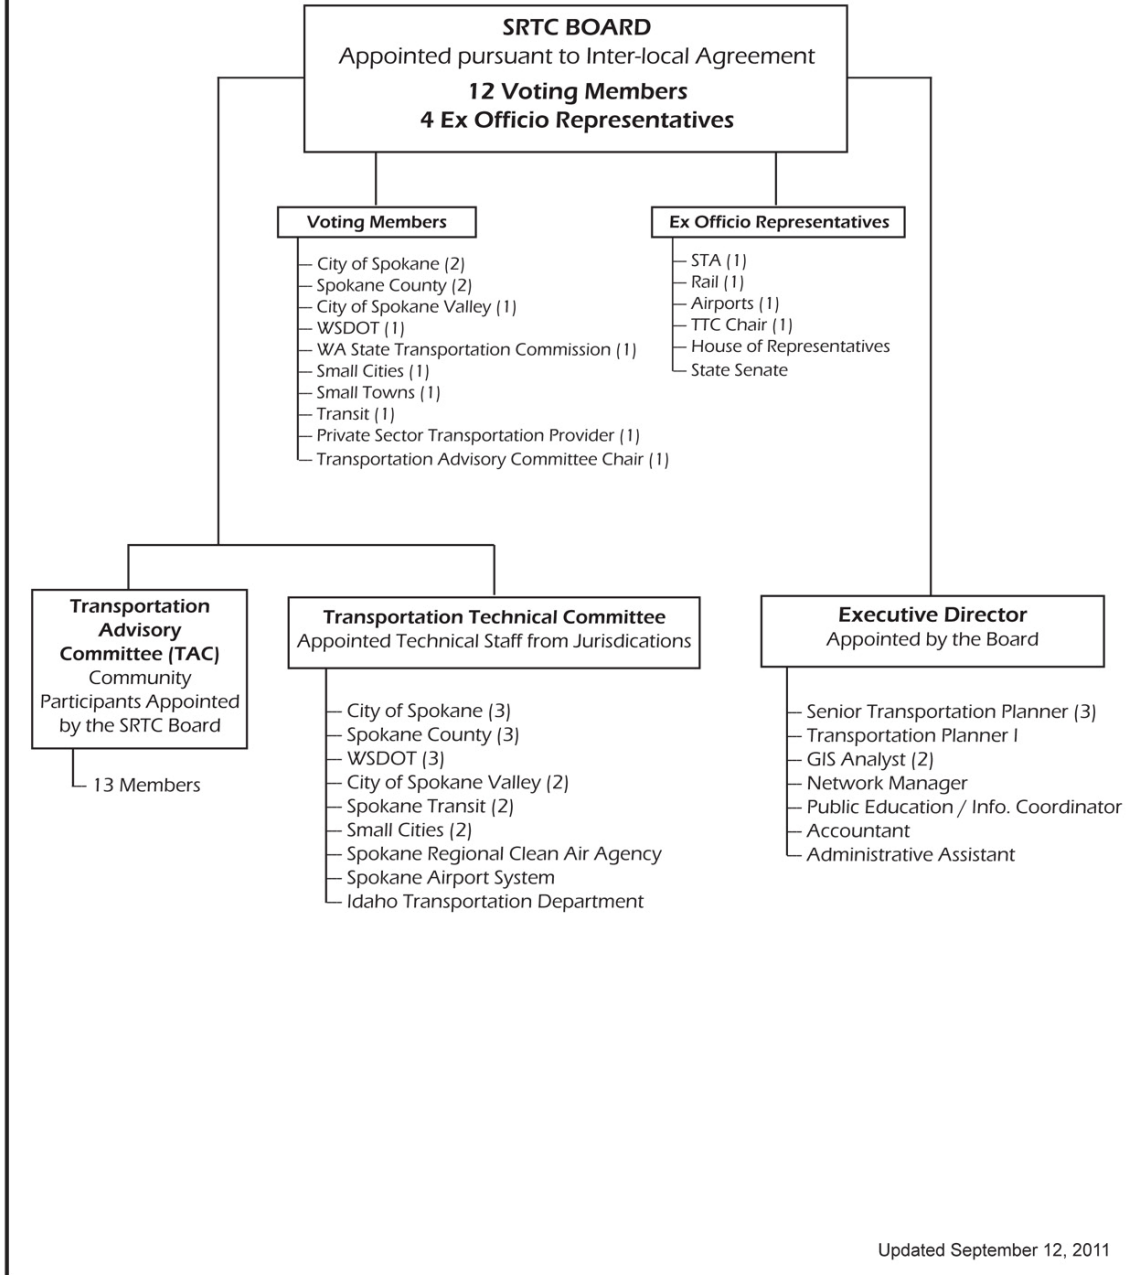 SRTC BOARD
Appointed pursuant to Inter-local Agreement
12 Voting Members
4 Ex Officio Representatives
Voting Members
City of Spokane (2)
Spokane County (2)
City of Spokane Valley (1)
WSDOT (1)
WA State Transportation Commission (1)
Small Cities (1)
Small Towns (1)
Transit (1)
Private Sector Transportation Provider (1)
Transportation Advisory Committee Chair (1)
Ex Officio Representatives
STA (1)
Rail (1)
Airports (1)
TTC Chair (1)
House of Representatives
State Senate
Transportation
Advisory
Committee (TAC)
Community
Participants Appointed
by the SRTC Board
13 Members
Transportation Technical Committee
Appointed Technical Staff from Jurisdications
City of Spokane (3)
Spokane County (3)
WSDOT (3)
City of Spokane Valley (2)
Spokane Transit (2)
Small Cities (2)
Spokane Regional Clean Air Agency
Spokane Airport System
Idaho Transportation Department
Executive Director
Appointed by the Board
Senior Transportation Planner (3)
Transportation Planner I
GIS Analyst (2)
Network Manager
Public Education / Info. Coordinator
Accountant
Administrative Assistant
Updated September 12, 2011